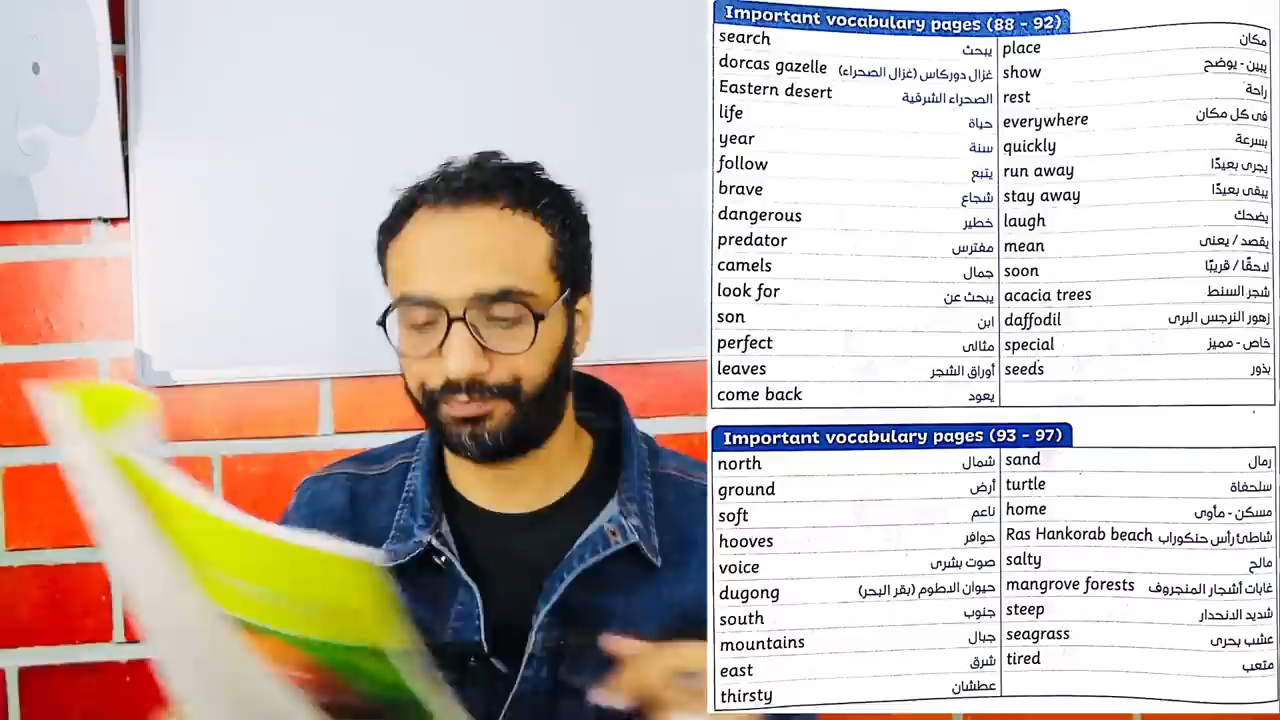 Important vocabulary pages (88 - 92)
search يبحث
dorcas gazelle غزال دوركاس (غزال الصحراء)
Eastern desert الصحراء الشرقية
life حياة
year سنة
follow يتبع
brave شجاع
dangerous خطير
predator مفترس
camels جمال
look for يبحث عن
son ابن
perfect مثالى
leaves أوراق الشجر
come back يعود
place مكان
show يبين - يوضح
rest راحة
everywhere فى كل مكان
quickly بسرعة
run away يجرى بعيدًا
stay away يبقى بعيدًا
laugh يضحك
mean يقصد / يعنى
soon لاحقًا / قريبًا
acacia trees شجر السنط
daffodil زهور النرجس البرى
special خاص - مميز
seeds بذور
Important vocabulary pages (93 - 97)
north شمال
ground أرض
soft ناعم
hooves حوافر
voice صوت بشرى
dugong حيوان الاطوم (بقر البحر)
south جنوب
mountains جبال
east شرق
thirsty عطشان
sand رمال
turtle سلحفاة
home مسكن - مأوى
Ras Hankorab beach شاطئ رأس حنكوراب
salty مالح
mangrove forests غابات أشجار المنجروف
steep شديد الانحدار
seagrass عشب بحرى
tired متعب